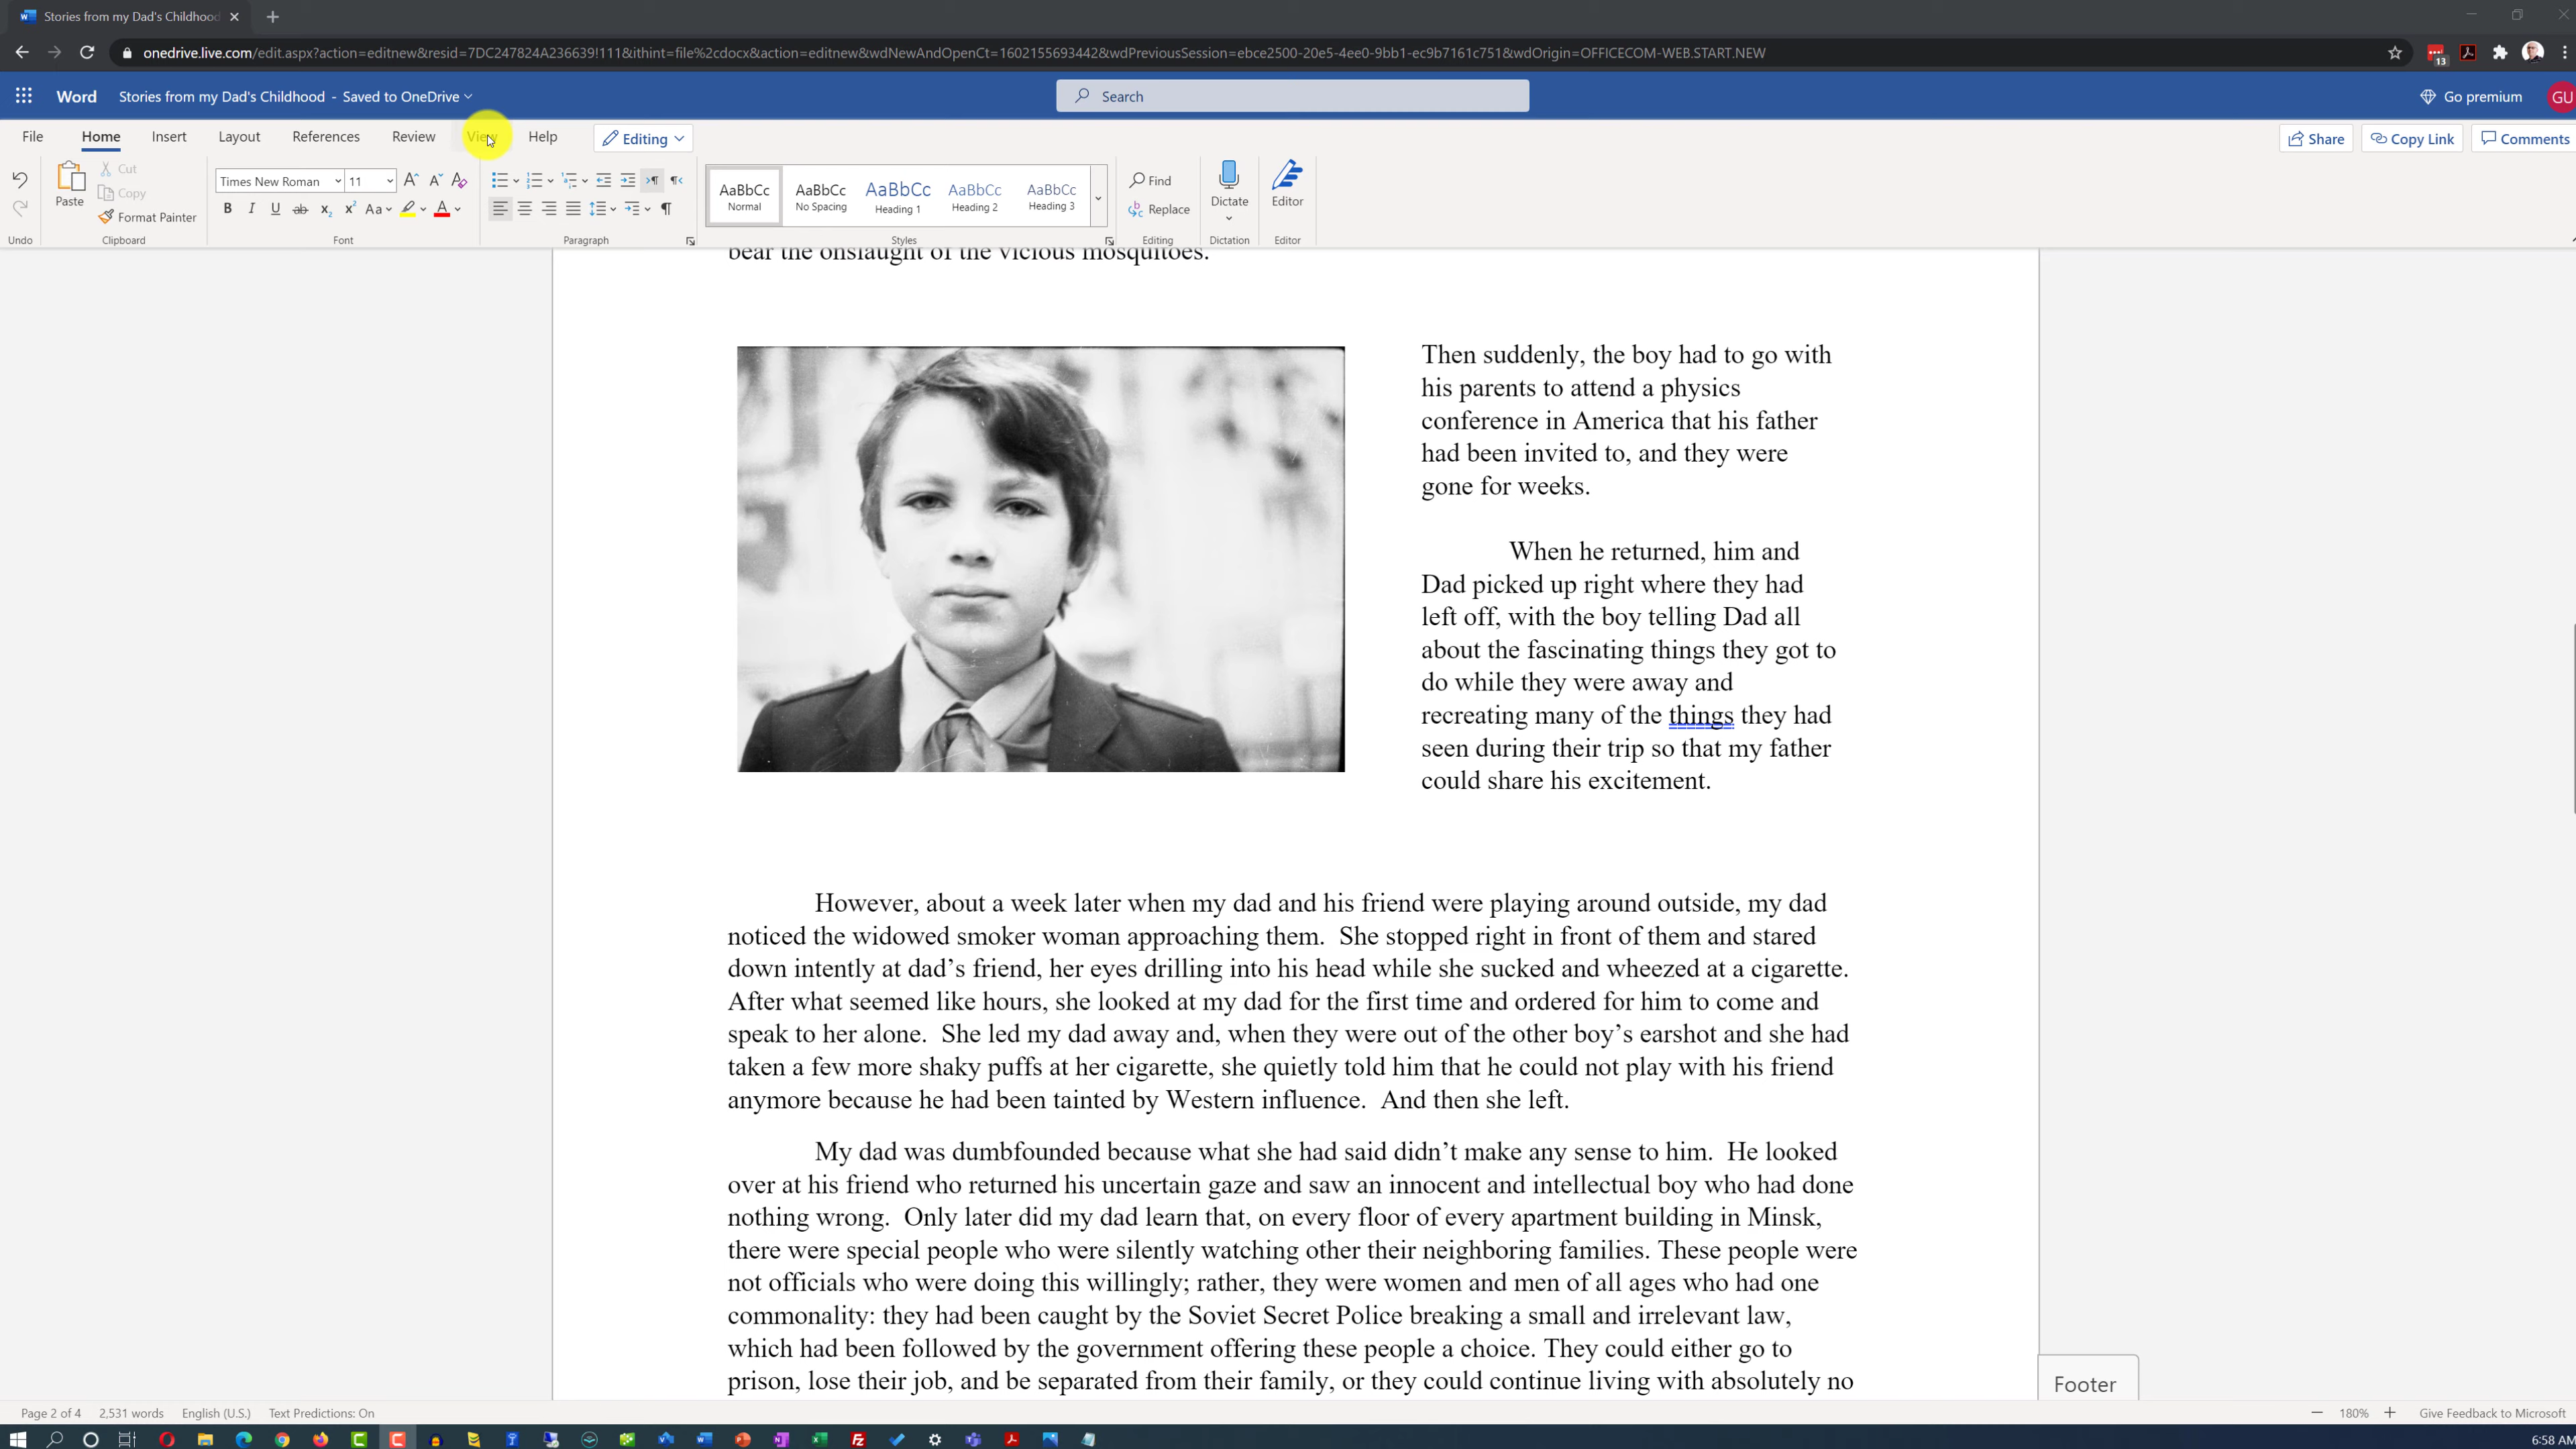 Stories from my Dad's Childhood
onedrive.live.com/edit.aspx?action=editnew&resid=7DC247824A236639!111&ithint=file%2cdocx&action=editnew&wdNewAndOpenCt=1602155693442&wdPreviousSession=ebce2500-20e5-4ee0-9bb1-ec9b7161c751&wdOrigin=OFFICECOM-WEB.START.NEW
13
Word Stories from my Dad's Childhood - Saved to OneDrive
Search
Go premium GU
File Home Insert Layout References Review View Help Editing
Share Copy Link Comments
Paste Cut
Copy
Format Painter
Times New Roman 11
AaBbCc Normal
AaBbCc No Spacing
AaBbCc Heading 1
AaBbCc Heading 2
AaBbCc Heading 3
Find
Replace
Dictate
Editor
Undo Clipboard Font Paragraph Styles Editing Dictation Editor
bear the onslaught of the vicious mosquitoes.
Then suddenly, the boy had to go with
his parents to attend a physics
conference in America that his father
had been invited to, and they were
gone for weeks.
When he returned, him and
Dad picked up right where they had
left off, with the boy telling Dad all
about the fascinating things they got to
do while they were away and
recreating many of the things they had
seen during their trip so that my father
could share his excitement.
However, about a week later when my dad and his friend were playing around outside, my dad
noticed the widowed smoker woman approaching them.  She stopped right in front of them and stared
down intently at dad’s friend, her eyes drilling into his head while she sucked and wheezed at a cigarette.
After what seemed like hours, she looked at my dad for the first time and ordered for him to come and
speak to her alone.  She led my dad away and, when they were out of the other boy’s earshot and she had
taken a few more shaky puffs at her cigarette, she quietly told him that he could not play with his friend
anymore because he had been tainted by Western influence.  And then she left.
My dad was dumbfounded because what she had said didn’t make any sense to him.  He looked
over at his friend who returned his uncertain gaze and saw an innocent and intellectual boy who had done
nothing wrong.  Only later did my dad learn that, on every floor of every apartment building in Minsk,
there were special people who were silently watching other their neighboring families. These people were
not officials who were doing this willingly; rather, they were women and men of all ages who had one
commonality: they had been caught by the Soviet Secret Police breaking a small and irrelevant law,
which had been followed by the government offering these people a choice. They could either go to
prison, lose their job, and be separated from their family, or they could continue living with absolutely no
Footer
Page 2 of 4 2,531 words English (U.S.) Text Predictions: On
180% Give Feedback to Microsoft
6:58 AM